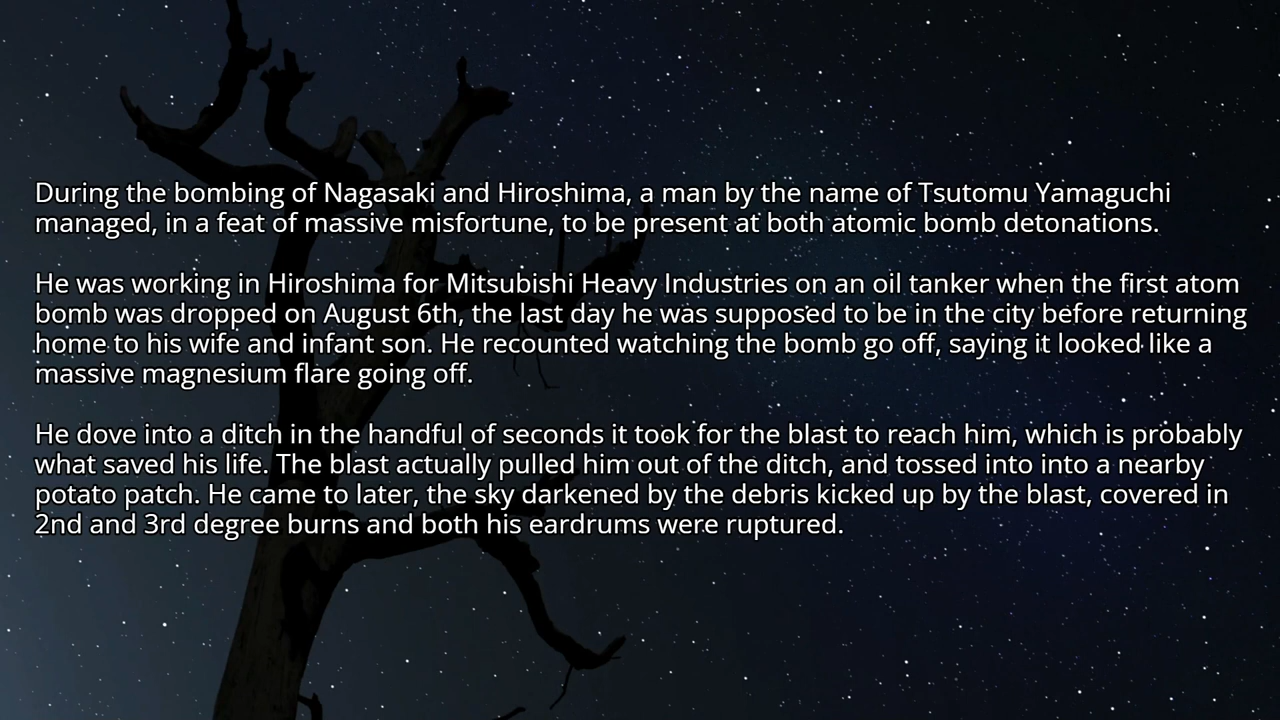 During the bombing of Nagasaki and Hiroshima, a man by the name of Tsutomu Yamaguchi
managed, in a feat of massive misfortune, to be present at both atomic bomb detonations.
He was working in Hiroshima for Mitsubishi Heavy Industries on an oil tanker when the first atom
bomb was dropped on August 6th, the last day he was supposed to be in the city before returning
home to his wife and infant son. He recounted watching the bomb go off, saying it looked like a
massive magnesium flare going off.
He dove into a ditch in the handful of seconds it took for the blast to reach him, which is probably
what saved his life. The blast actually pulled him out of the ditch, and tossed into into a nearby
potato patch. He came to later, the sky darkened by the debris kicked up by the blast, covered in
2nd and 3rd degree burns and both his eardrums were ruptured.